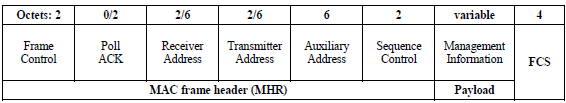 Octets: 2 0/2 2/6 2/6 6 2 variable 4
Frame Control Poll ACK Receiver Address Transmitter Address Auxiliary Address Sequence Control Management Information FCS
MAC frame header (MHR) Payload